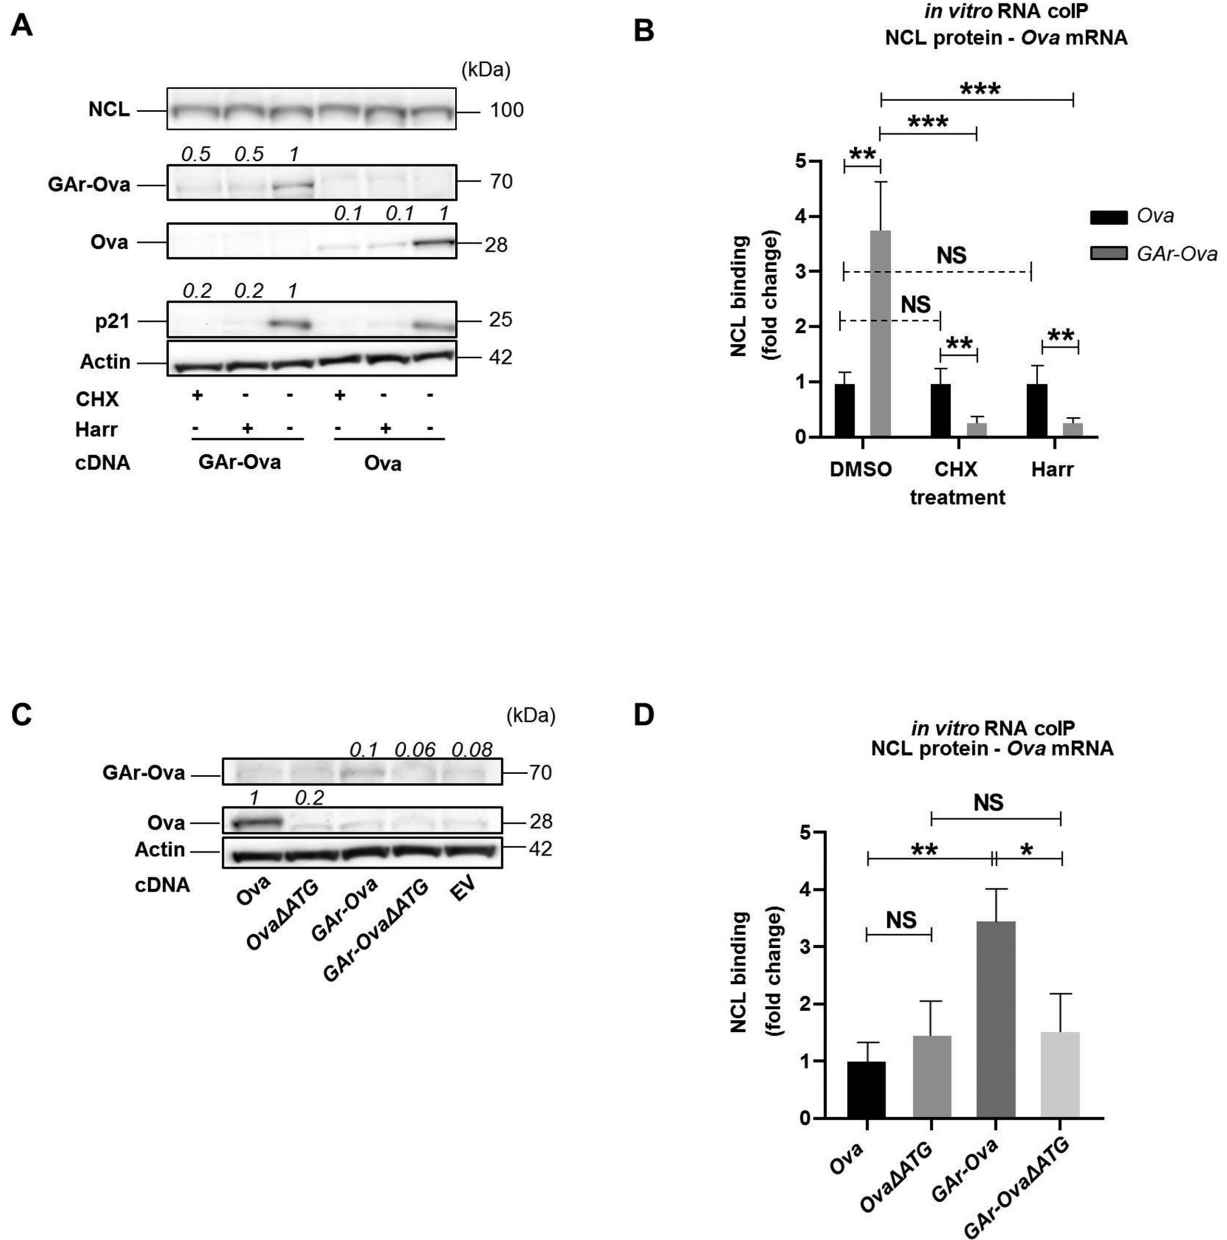 A
(kDa)
NCL
100
0.5 0.5 1
GAr-Ova
70
0.1 0.1 1
Ova
28
0.2 0.2 1
p21
25
Actin
42
CHX + - - + - -
Harr - + - - + -
cDNA GAr-Ova Ova
B
in vitro RNA coIP
NCL protein - Ova mRNA
***
***
**
NS
NS
**
**
5
4
3
2
1
0
NCL binding
(fold change)
DMSO CHX Harr
treatment
Ova
GAr-Ova
C
(kDa)
0.1 0.06 0.08
GAr-Ova
70
1 0.2
Ova
28
Actin
42
cDNA Ova OvaΔATG GAr-Ova GAr-OvaΔATG EV
D
in vitro RNA coIP
NCL protein - Ova mRNA
NS
** *
NS
5
4
3
2
1
0
NCL binding
(fold change)
Ova OvaΔATG GAr-Ova GAr-OvaΔATG